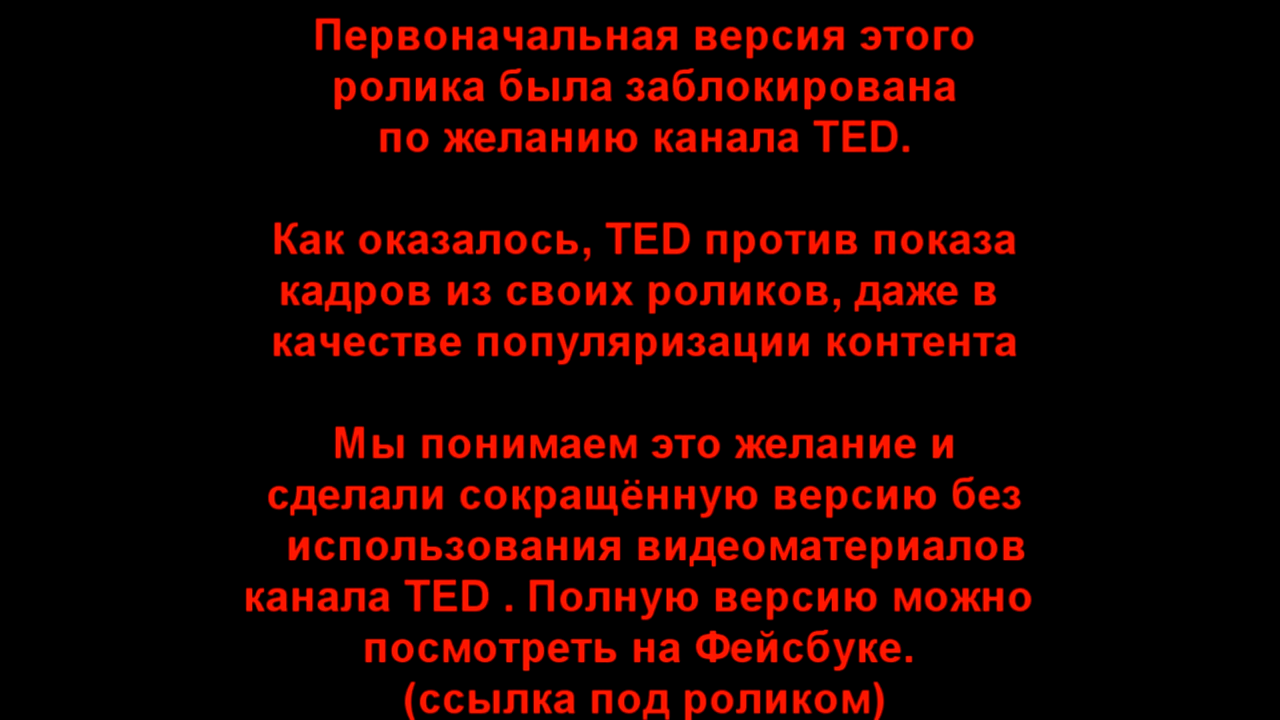 Первоначальная версия этого
ролика была заблокирована
по желанию канала TED.
Как оказалось, TED против показа
кадров из своих роликов, даже в
качестве популяризации контента
Мы понимаем это желание и
сделали сокращённую версию без
использования видеоматериалов
канала TED . Полную версию можно
посмотреть на Фейсбуке.
(ссылка под роликом)